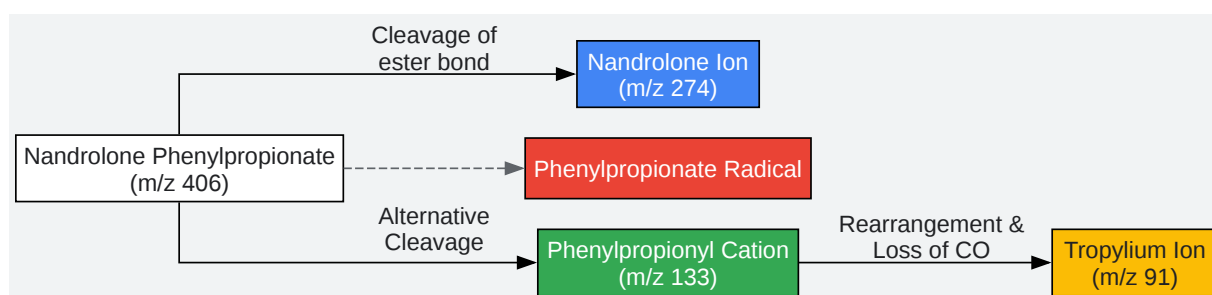 Cleavage of
ester bond
Nandrolone Ion
(m/z 274)
Nandrolone Phenylpropionate
(m/z 406)
Phenylpropionate Radical
Alternative
Cleavage
Phenylpropionyl Cation
(m/z 133)
Rearrangement &
Loss of CO
Tropylium Ion
(m/z 91)